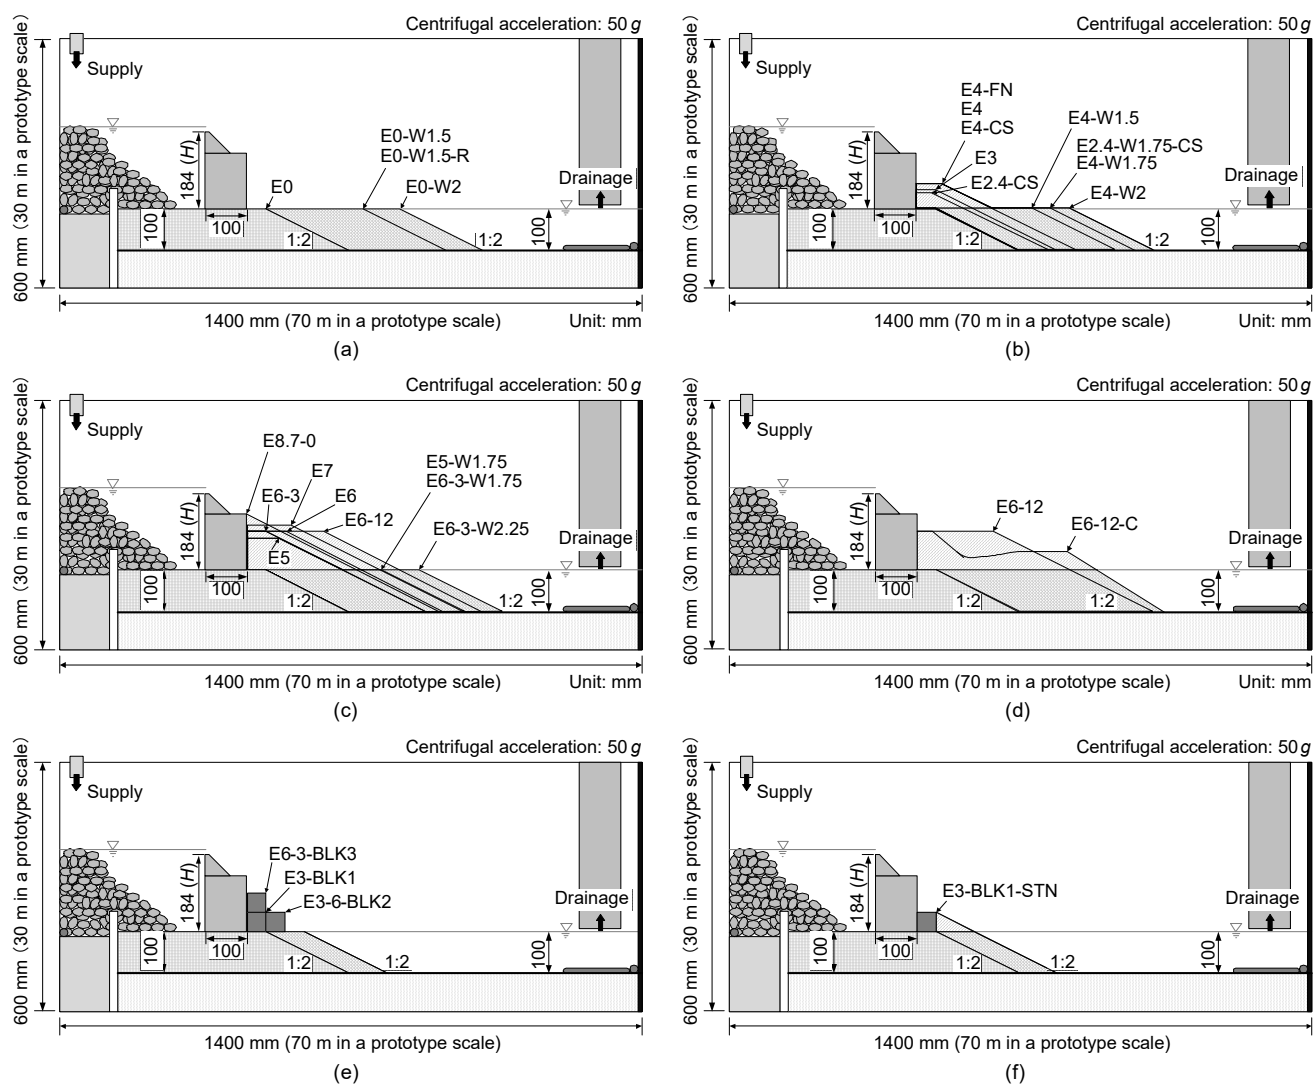 Centrifugal acceleration: 50 g
Supply
600 mm (30 m in a prototype scale)
184 (H)
E0-W1.5
E0-W1.5-R
E0
E0-W2
Drainage
100
100
1:2
1:2
100
1400 mm (70 m in a prototype scale)
Unit: mm
(a)
Centrifugal acceleration: 50 g
Supply
600 mm (30 m in a prototype scale)
184 (H)
E4-FN
E4
E4-CS
E3
E2.4-CS
E4-W1.5
E2.4-W1.75-CS
E4-W1.75
E4-W2
Drainage
100
100
1:2
1:2
100
1400 mm (70 m in a prototype scale)
Unit: mm
(b)
Centrifugal acceleration: 50 g
Supply
600 mm (30 m in a prototype scale)
184 (H)
E8.7-0
E7
E6-3
E6
E6-12
E5
E5-W1.75
E6-3-W1.75
E6-3-W2.25
Drainage
100
100
1:2
1:2
100
1400 mm (70 m in a prototype scale)
Unit: mm
(c)
Centrifugal acceleration: 50 g
Supply
600 mm (30 m in a prototype scale)
184 (H)
E6-12
E6-12-C
Drainage
100
100
1:2
1:2
100
1400 mm (70 m in a prototype scale)
Unit: mm
(d)
Centrifugal acceleration: 50 g
Supply
600 mm (30 m in a prototype scale)
184 (H)
E6-3-BLK3
E3-BLK1
E3-6-BLK2
Drainage
100
100
1:2
1:2
100
1400 mm (70 m in a prototype scale)
(e)
Centrifugal acceleration: 50 g
Supply
600 mm (30 m in a prototype scale)
184 (H)
E3-BLK1-STN
Drainage
100
100
1:2
1:2
100
1400 mm (70 m in a prototype scale)
(f)